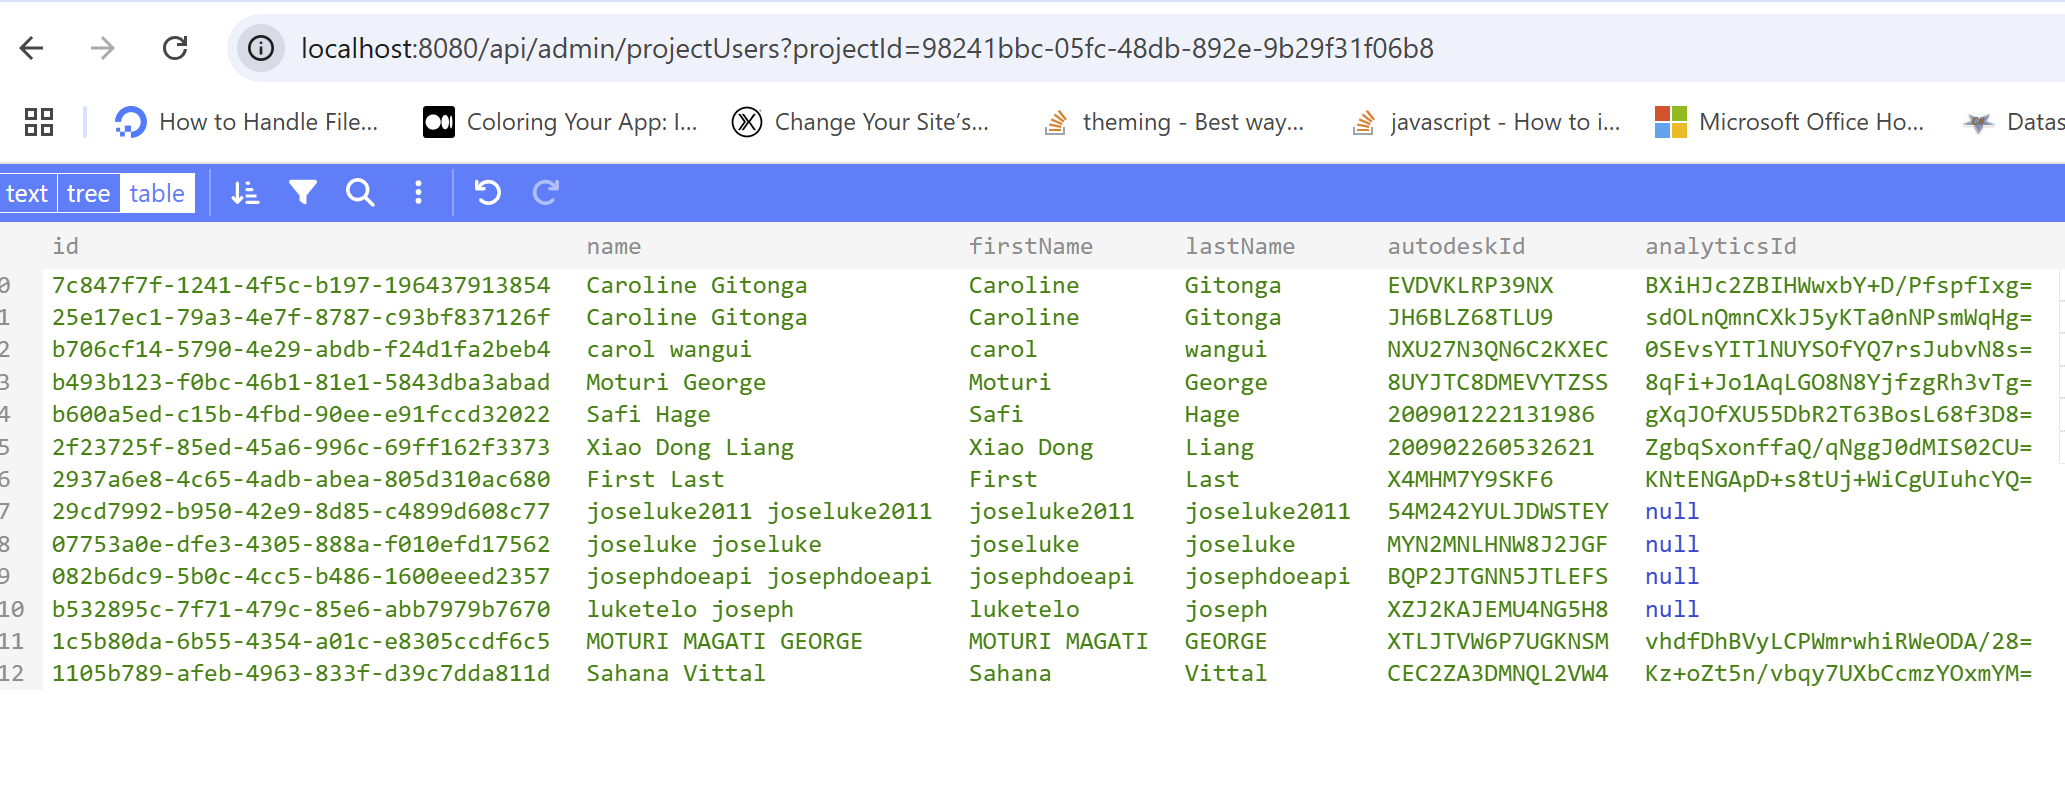 localhost:8080/api/admin/projectUsers?projectId=98241bbc-05fc-48db-892e-9b29f31f06b8
How to Handle File... Coloring Your App: I... Change Your Site's... theming - Best way... javascript - How to i... Microsoft Office Ho... Datas
text tree table
id name firstName lastName autodeskId analyticsId
0 7c847f7f-1241-4f5c-b197-196437913854 Caroline Gitonga Caroline Gitonga EVDVKLRP39NX BXiHJc2ZBIHWwxbY+D/PfspfIxg=
1 25e17ec1-79a3-4e7f-8787-c93bf837126f Caroline Gitonga Caroline Gitonga JH6BLZ68TLU9 sdOLnQmnCXkJ5yKTa0nNPsmWqHg=
2 b706cf14-5790-4e29-abdb-f24d1fa2beb4 carol wangui carol wangui NXU27N3QN6C2KXEC 0SEvsYITlNUYSOfYQ7rsJubvN8s=
3 b493b123-f0bc-46b1-81e1-5843dba3abad Moturi George Moturi George 8UYJTC8DMEVYTZSS 8qFi+Jo1AqLGO8N8YjfzgRh3vTg=
4 b600a5ed-c15b-4fbd-90ee-e91fccd32022 Safi Hage Safi Hage 200901222131986 gXqJOfXU55DbR2T63BosL68f3D8=
5 2f23725f-85ed-45a6-996c-69ff162f3373 Xiao Dong Liang Xiao Dong Liang 200902260532621 ZgbqSxonffaQ/qNggJ0dMIS02CU=
6 2937a6e8-4c65-4adb-abea-805d310ac680 First Last First Last X4MHM7Y9SKF6 KNtENGApD+s8tUj+WiCgUIuhcYQ=
7 29cd7992-b950-42e9-8d85-c4899d608c77 joseluke2011 joseluke2011 joseluke2011 joseluke2011 54M242YULJDWSTEY null
8 07753a0e-dfe3-4305-888a-f010efd17562 joseluke joseluke joseluke joseluke MYN2MNLHNW8J2JGF null
9 082b6dc9-5b0c-4cc5-b486-1600eeed2357 josephdoeapi josephdoeapi josephdoeapi josephdoeapi BQP2JTGNN5JTLEFS null
10 b532895c-7f71-479c-85e6-abb7979b7670 luketelo joseph luketelo joseph XZJ2KAJEMU4NG5H8 null
11 1c5b80da-6b55-4354-a01c-e8305ccdf6c5 MOTURI MAGATI GEORGE MOTURI MAGATI GEORGE XTLJTVW6P7UGKNSM vhdfDhBVyLCPWmrwhiRWeODA/28=
12 1105b789-afeb-4963-833f-d39c7dda811d Sahana Vittal Sahana Vittal CEC2ZA3DMNQL2VW4 Kz+oZt5n/vbqy7UXbCcmzYOxmYM=